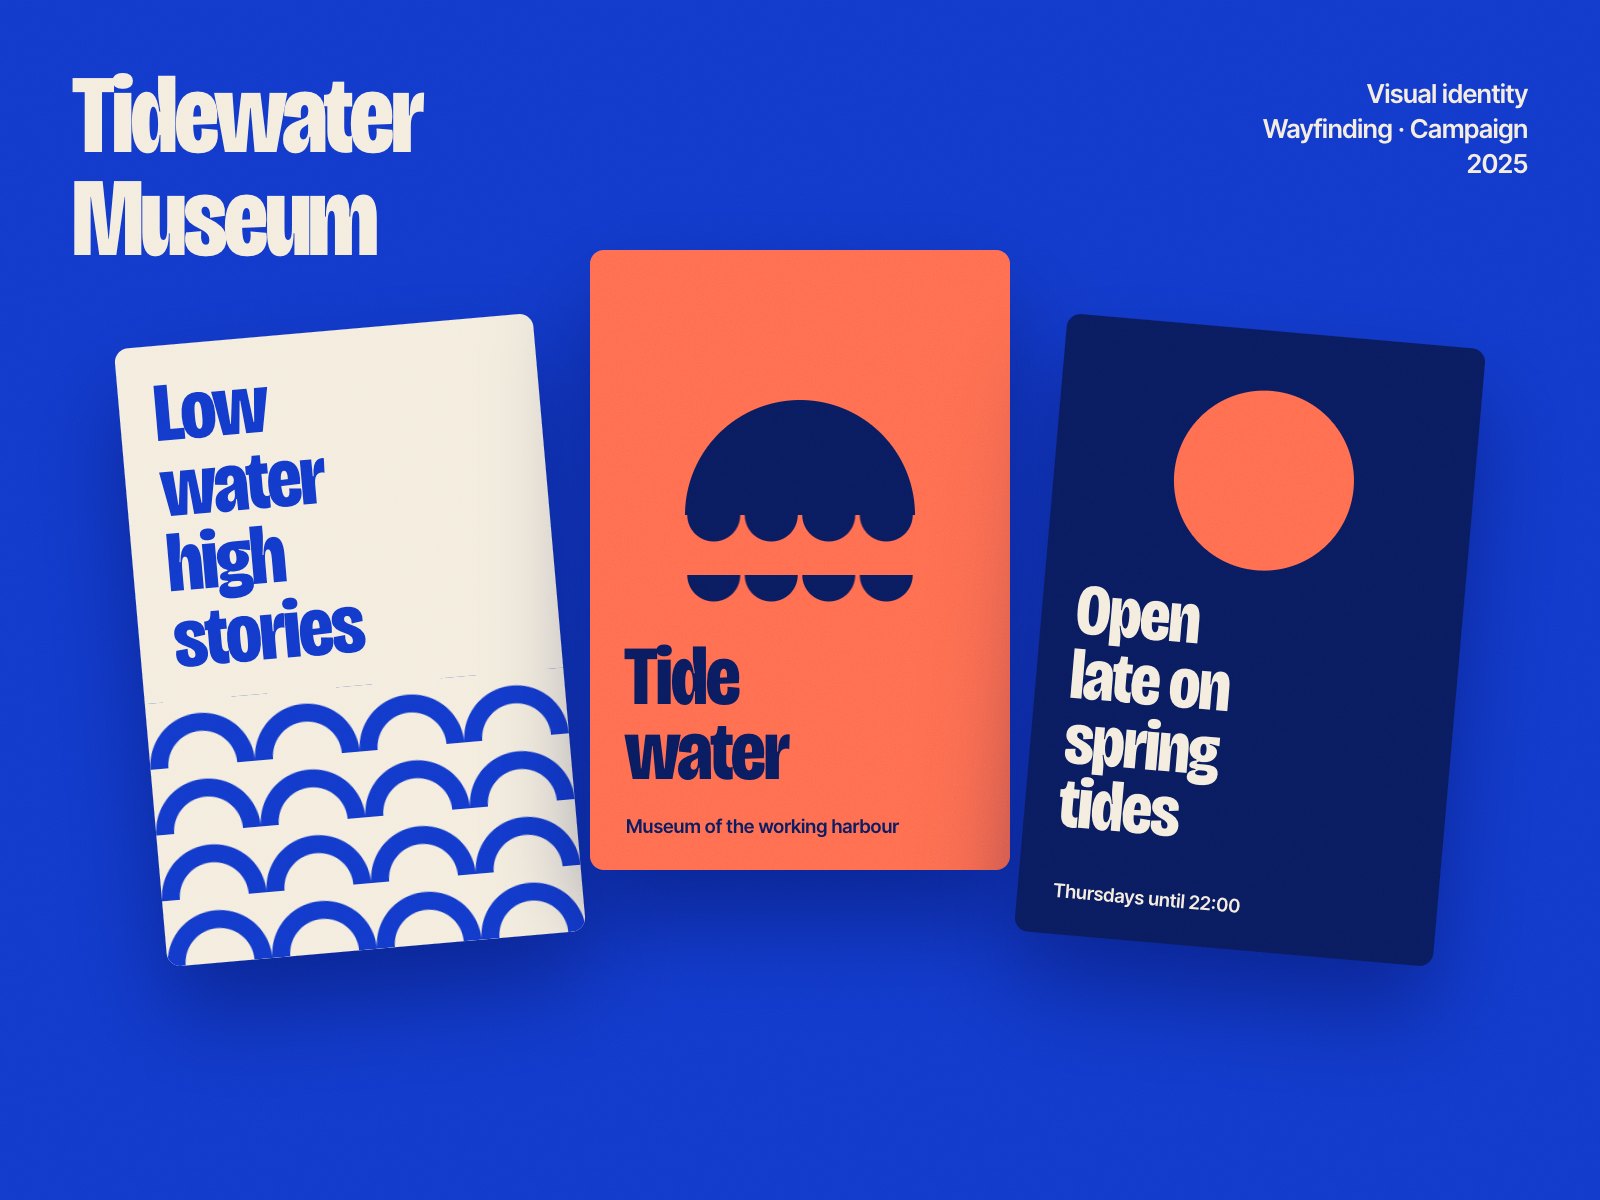 Tidewater
Museum
Visual identity
Wayfinding · Campaign
2025
Low
water
high
stories
Tide
water
Museum of the working harbour
Open
late on
spring
tides
Thursdays until 22:00